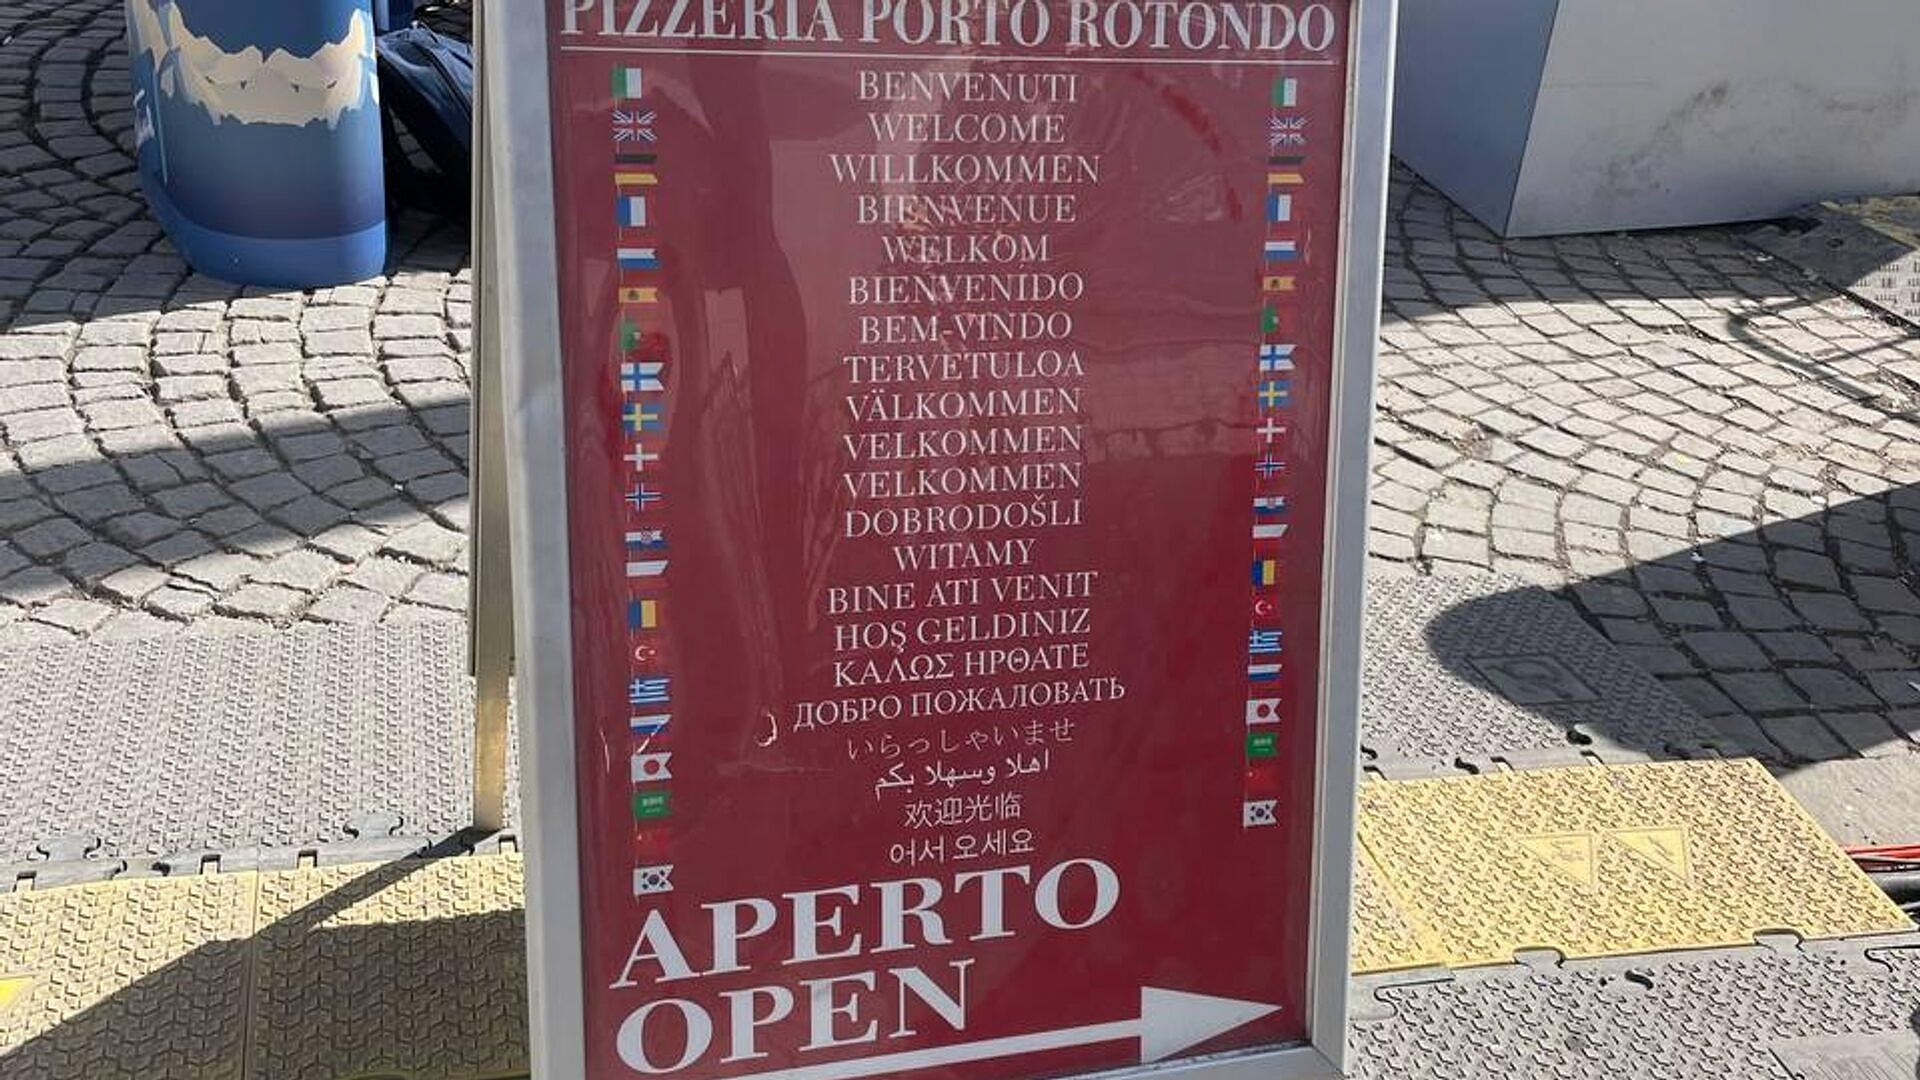 PIZZERIA PORTO ROTONDO
BENVENUTI
WELCOME
WILLKOMMEN
BIENVENUE
WELKOM
BIENVENIDO
BEM-VINDO
TERVETULOA
VÄLKOMMEN
VELKOMMEN
VELKOMMEN
DOBRODOŠLI
WITAMY
BINE ATI VENIT
HOŞ GELDINIZ
ΚΑΛΩΣ ΗΡΘΑΤΕ
ДОБРО ПОЖАЛОВАТЬ
いらっしゃいませ
اهلا وسهلا بكم
欢迎光临
어서 오세요
APERTO
OPEN